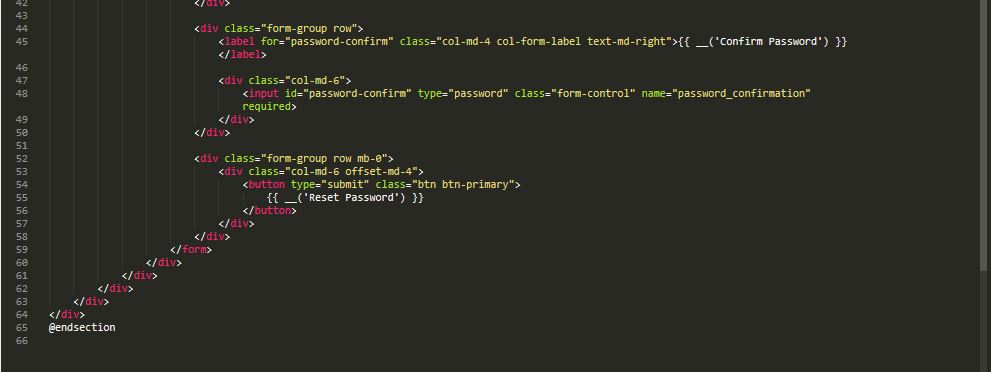 42 </div>
43
44 <div class="form-group row">
45 <label for="password-confirm" class="col-md-4 col-form-label text-md-right">{{ __('Confirm Password') }}
</label>
46
47 <div class="col-md-6">
48 <input id="password-confirm" type="password" class="form-control" name="password_confirmation"
required>
49 </div>
50 </div>
51
52 <div class="form-group row mb-0">
53 <div class="col-md-6 offset-md-4">
54 <button type="submit" class="btn btn-primary">
55 {{ __('Reset Password') }}
56 </button>
57 </div>
58 </div>
59 </form>
60 </div>
61 </div>
62 </div>
63 </div>
64 </div>
65 @endsection
66